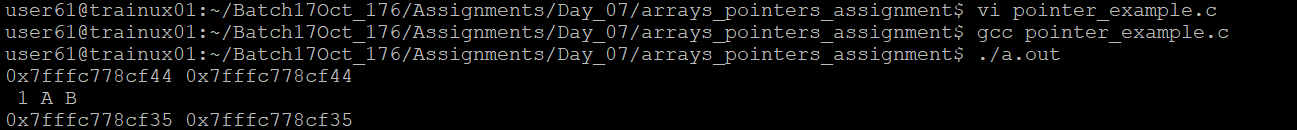 user61@trainux01:~/Batch17Oct_176/Assignments/Day_07/arrays_pointers_assignment$ vi pointer_example.c
user61@trainux01:~/Batch17Oct_176/Assignments/Day_07/arrays_pointers_assignment$ gcc pointer_example.c
user61@trainux01:~/Batch17Oct_176/Assignments/Day_07/arrays_pointers_assignment$ ./a.out
0x7fffc778cf44 0x7fffc778cf44
 1 A B
0x7fffc778cf35 0x7fffc778cf35